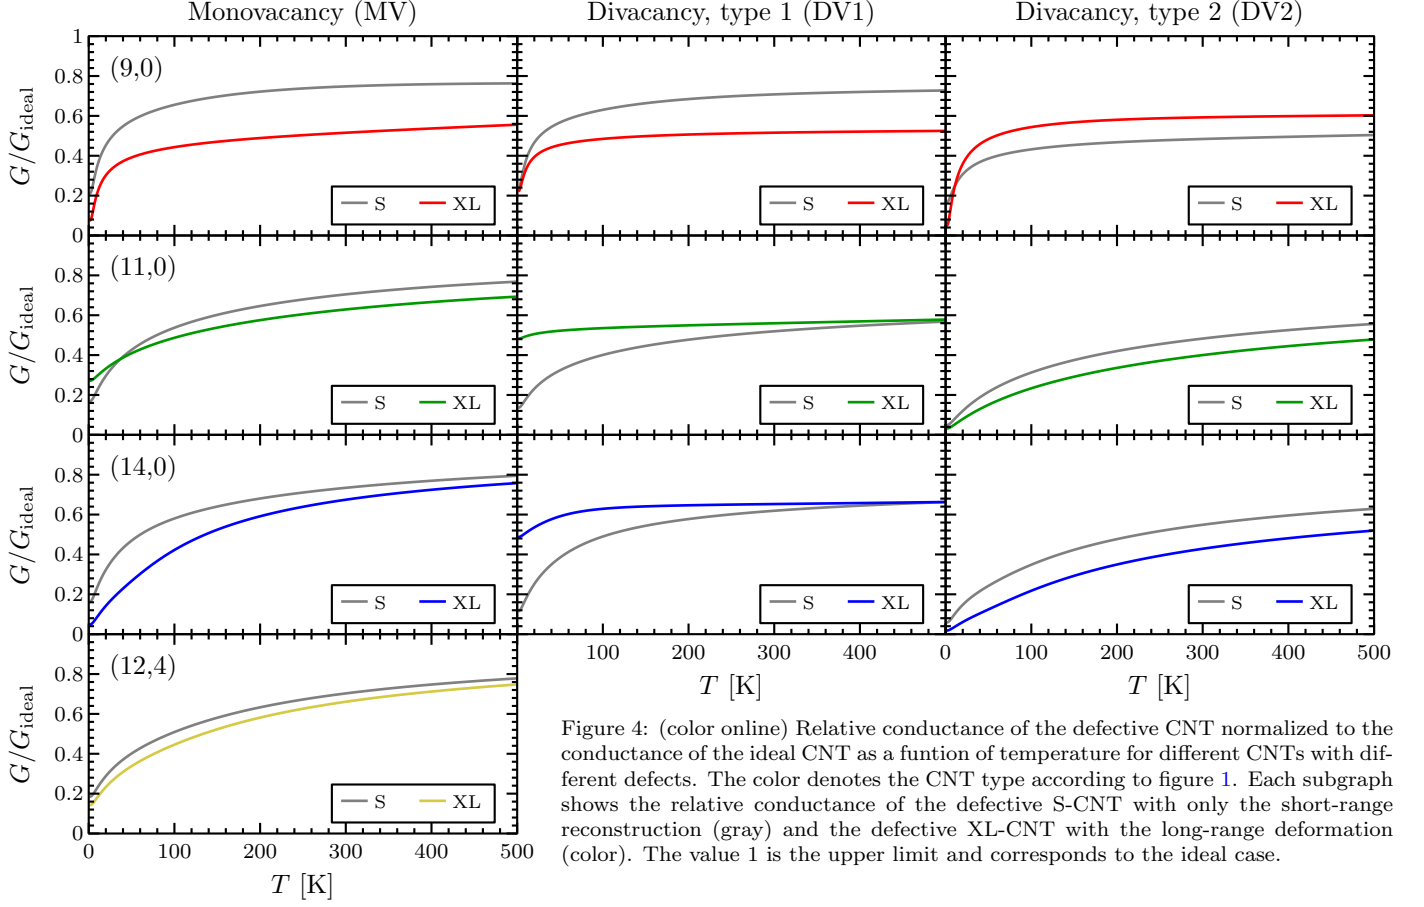 Monovacancy (MV)
Divacancy, type 1 (DV1)
Divacancy, type 2 (DV2)
1
0.8
0.6
0.4
0.2
0
G/G_ideal
(9,0)
S XL
S XL
S XL
0.8
0.6
0.4
0.2
0
G/G_ideal
(11,0)
S XL
S XL
S XL
0.8
0.6
0.4
0.2
0
G/G_ideal
(14,0)
S XL
S XL
S XL
100 200 300 400
T [K]
0 100 200 300 400 500
T [K]
0.8
0.6
0.4
0.2
0
G/G_ideal
(12,4)
S XL
0 100 200 300 400 500
T [K]
Figure 4: (color online) Relative conductance of the defective CNT normalized to the
conductance of the ideal CNT as a funtion of temperature for different CNTs with dif-
ferent defects. The color denotes the CNT type according to figure 1. Each subgraph
shows the relative conductance of the defective S-CNT with only the short-range
reconstruction (gray) and the defective XL-CNT with the long-range deformation
(color). The value 1 is the upper limit and corresponds to the ideal case.